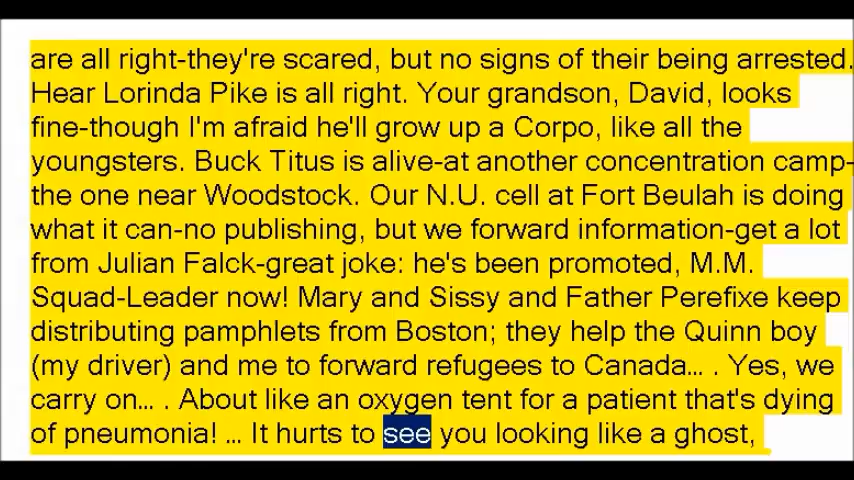 are all right-they're scared, but no signs of their being arrested.
Hear Lorinda Pike is all right. Your grandson, David, looks
fine-though I'm afraid he'll grow up a Corpo, like all the
youngsters. Buck Titus is alive-at another concentration camp-
the one near Woodstock. Our N.U. cell at Fort Beulah is doing
what it can-no publishing, but we forward information-get a lot
from Julian Falck-great joke: he's been promoted, M.M.
Squad-Leader now! Mary and Sissy and Father Perefixe keep
distributing pamphlets from Boston; they help the Quinn boy
(my driver) and me to forward refugees to Canada... . Yes, we
carry on... . About like an oxygen tent for a patient that's dying
of pneumonia! ... It hurts to see you looking like a ghost,